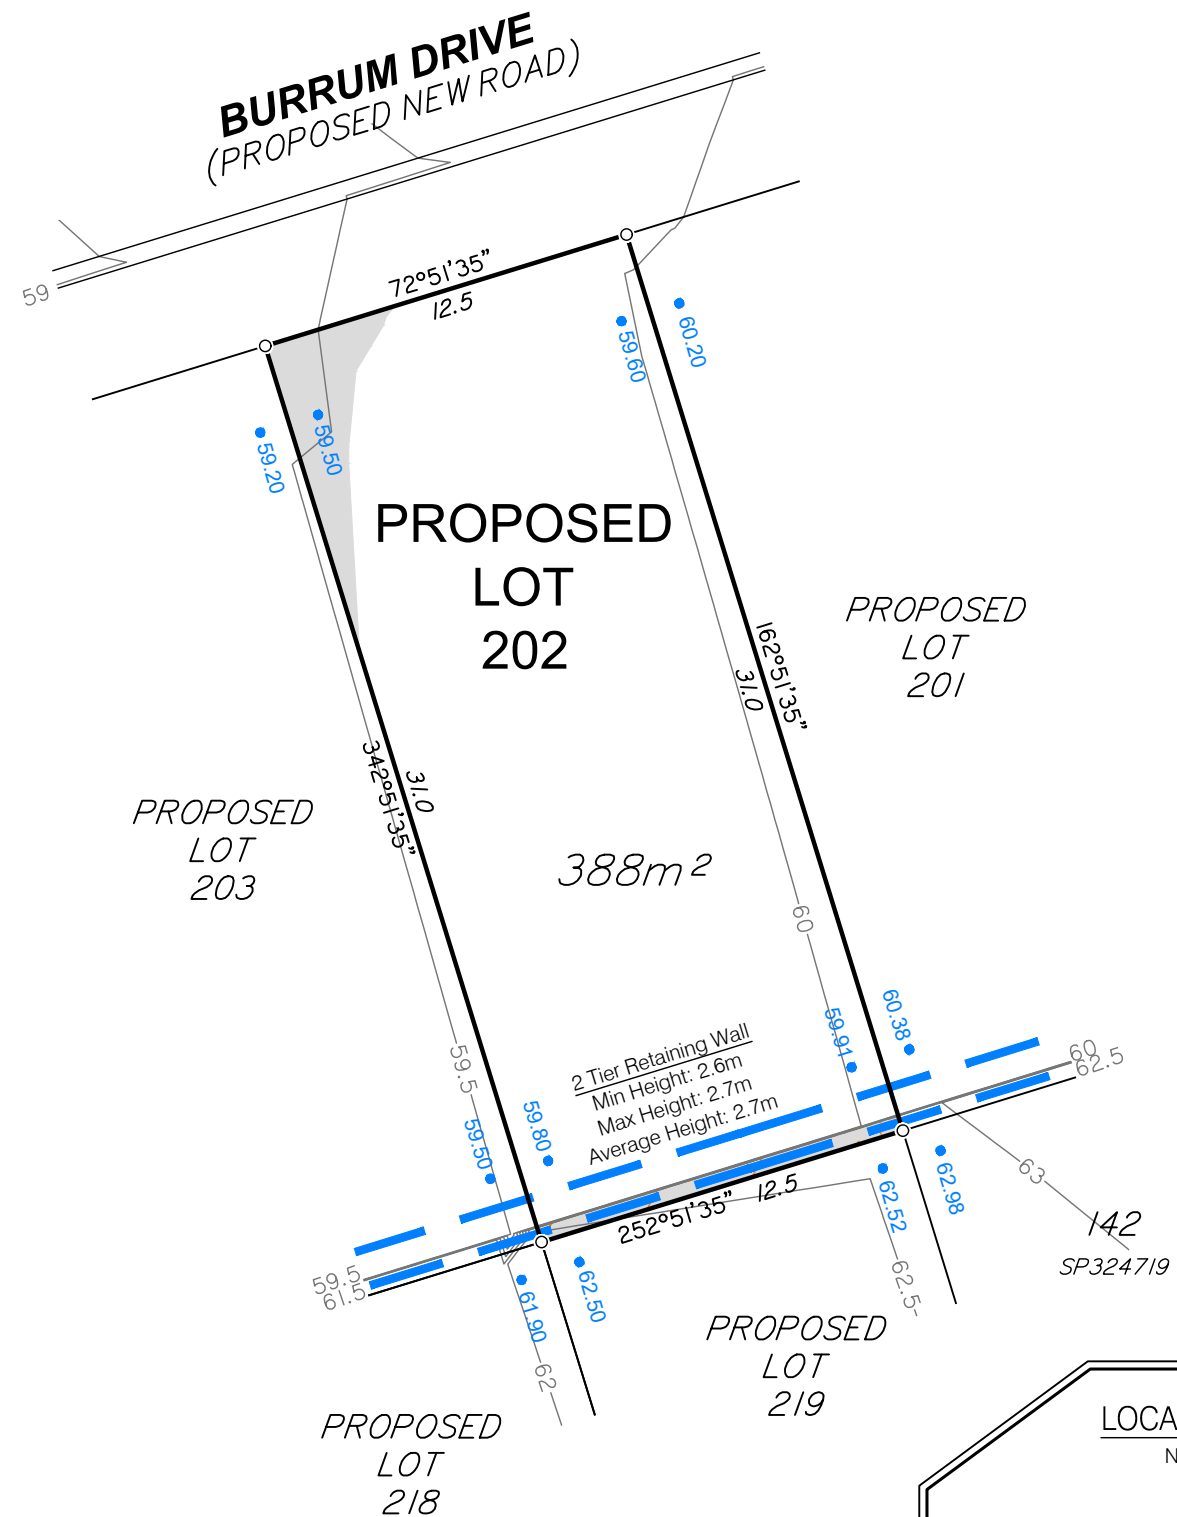 BURRUM DRIVE
(PROPOSED NEW ROAD)
59
72°51'35"
12.5
60.20
59.60
59.50
59.20
PROPOSED
LOT
202
162°51'35"
31.0
PROPOSED
LOT
201
342°51'35"
31.0
PROPOSED
LOT
203
388m²
60
59.5
59.91
60.38
2 Tier Retaining Wall
Min Height: 2.6m
Max Height: 2.7m
Average Height: 2.7m
59.80
59.50
60
62.5
252°51'35"
12.5
62.52
62.98
63
142
SP324719
59.5
61.5
61.90
62.50
62.5
62
PROPOSED
LOT
219
PROPOSED
LOT
218
LOCA
N